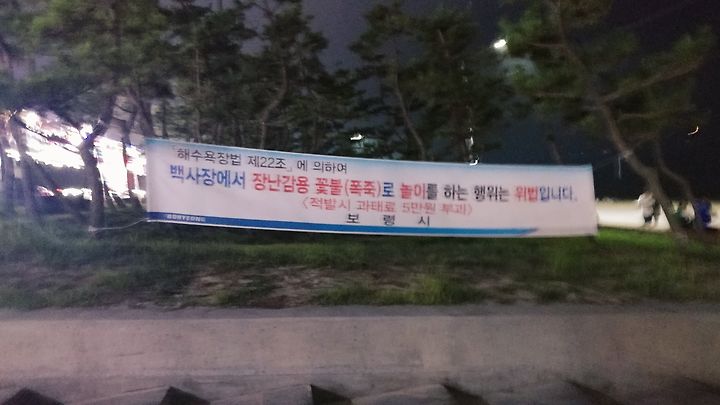 「해수욕장법 제22조」에 의하여
백사장에서 장난감용 꽃불(폭죽)로 놀이를 하는 행위는 위법입니다.
<적발시 과태료 5만원 부과>
보령시
BORYEONG